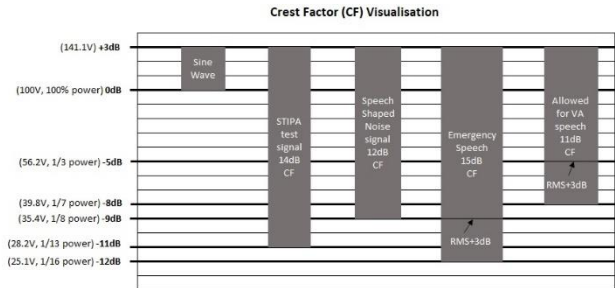 Crest Factor (CF) Visualisation
(141.1V) +3dB
(100V, 100% power) 0dB
(56.2V, 1/3 power) -5dB
(39.8V, 1/7 power) -8dB
(35.4V, 1/8 power) -9dB
(28.2V, 1/13 power) -11dB
(25.1V, 1/16 power) -12dB
Sine
Wave
STIPA
test
signal
14dB
CF
Speech
Shaped
Noise
signal
12dB
CF
Emergency
Speech
15dB
CF
RMS+3dB
Allowed
for VA
speech
11dB
CF
RMS+3dB